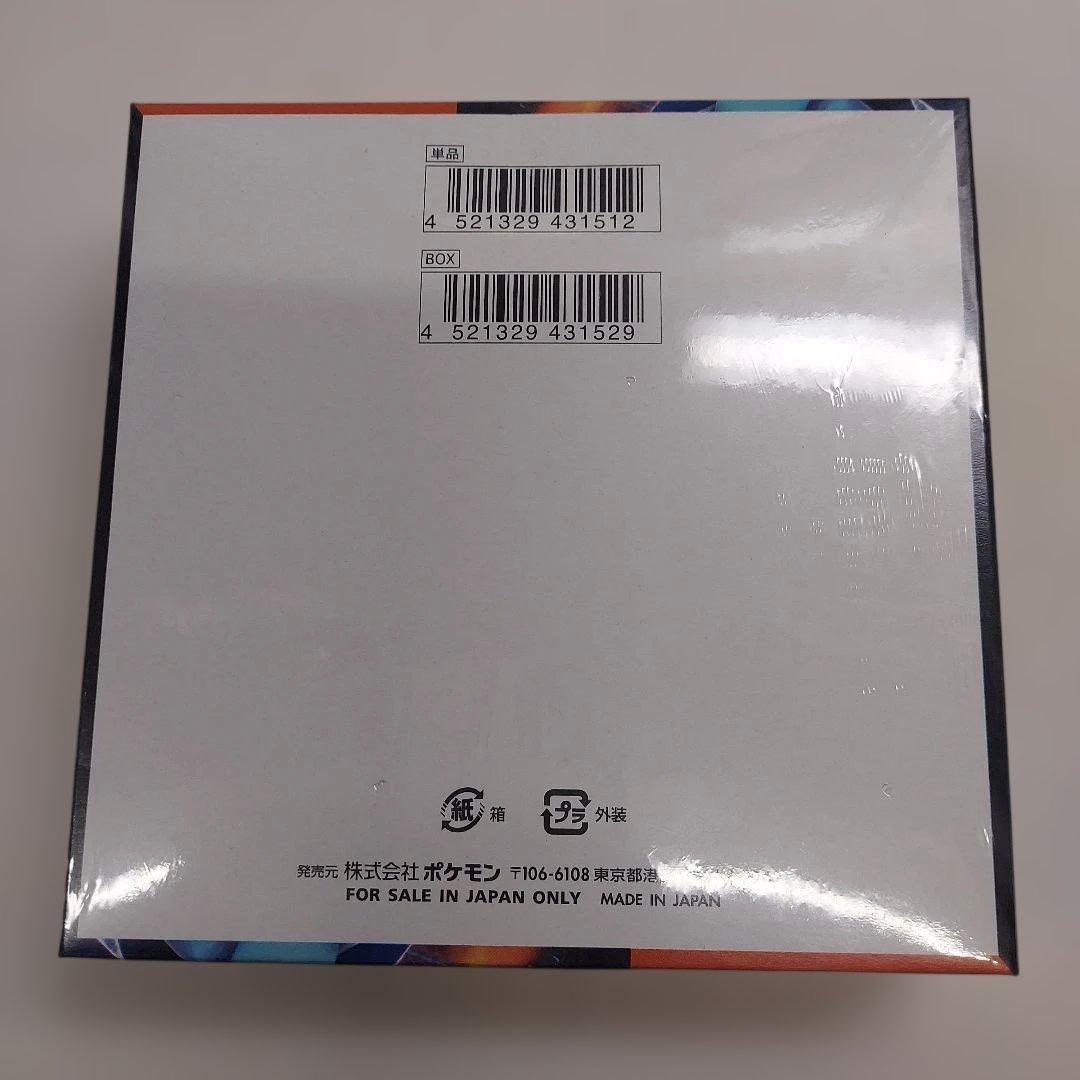 単品
4 521329 431512
BOX
4 521329 431529
紙 箱 プラ 外装
発売元 株式会社 ポケモン 〒106-6108 東京都港
FOR SALE IN JAPAN ONLY MADE IN JAPAN